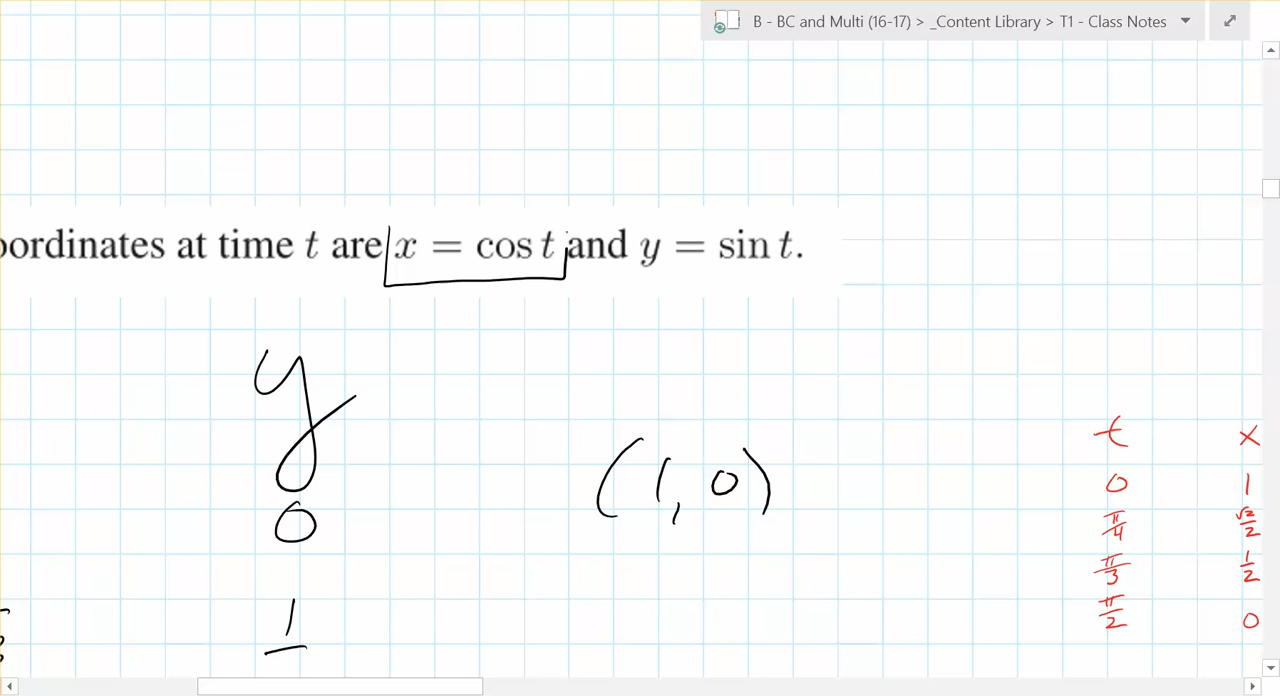 B - BC and Multi (16-17) > _Content Library > T1 - Class Notes
oordinates at time t are x = cos t and y = sin t.
y
0
1
(1, 0)
t x
0 1
π/4 √2/2
π/3 1/2
π/2 0